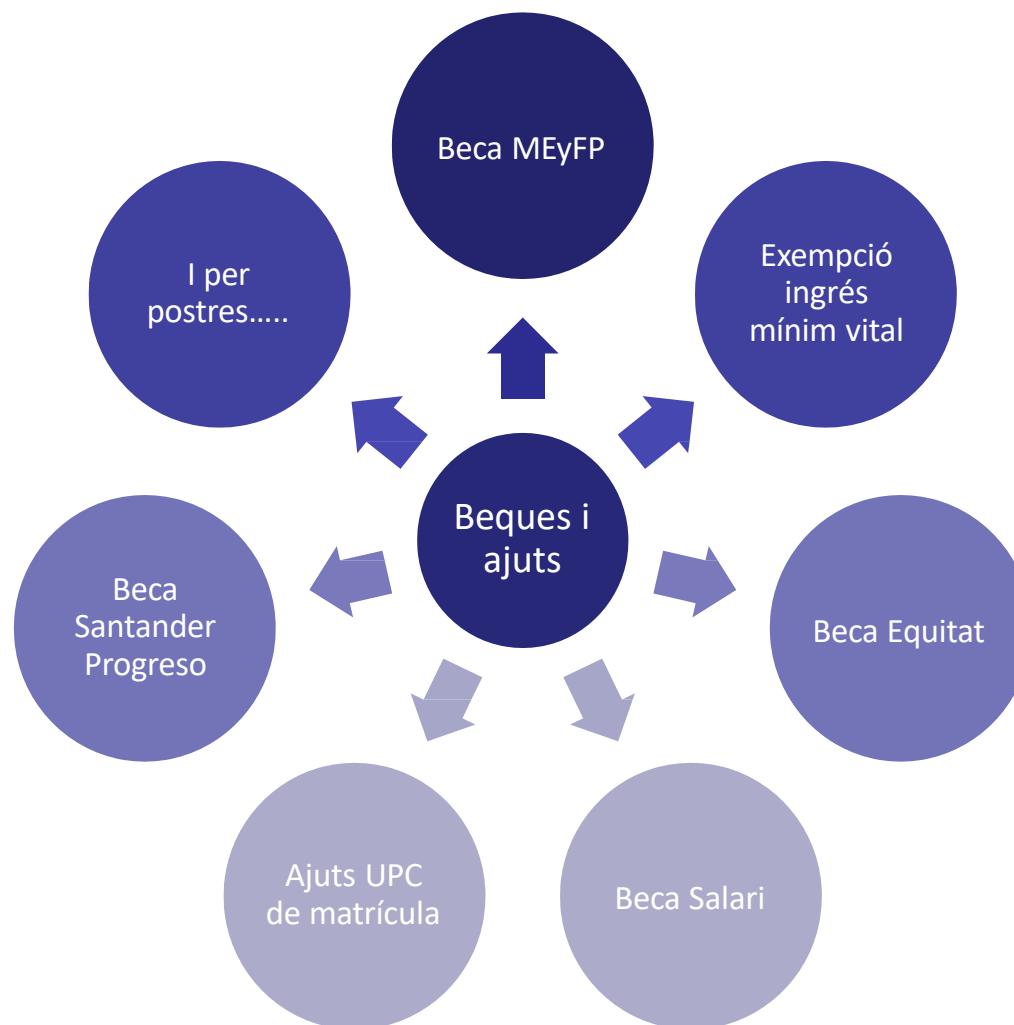 Beca MEyFP
Exempció
ingrés
mínim vital
Beca Equitat
Beca Salari
Ajuts UPC
de matrícula
Beca
Santander
Progreso
I per
postres.....
Beques i
ajuts